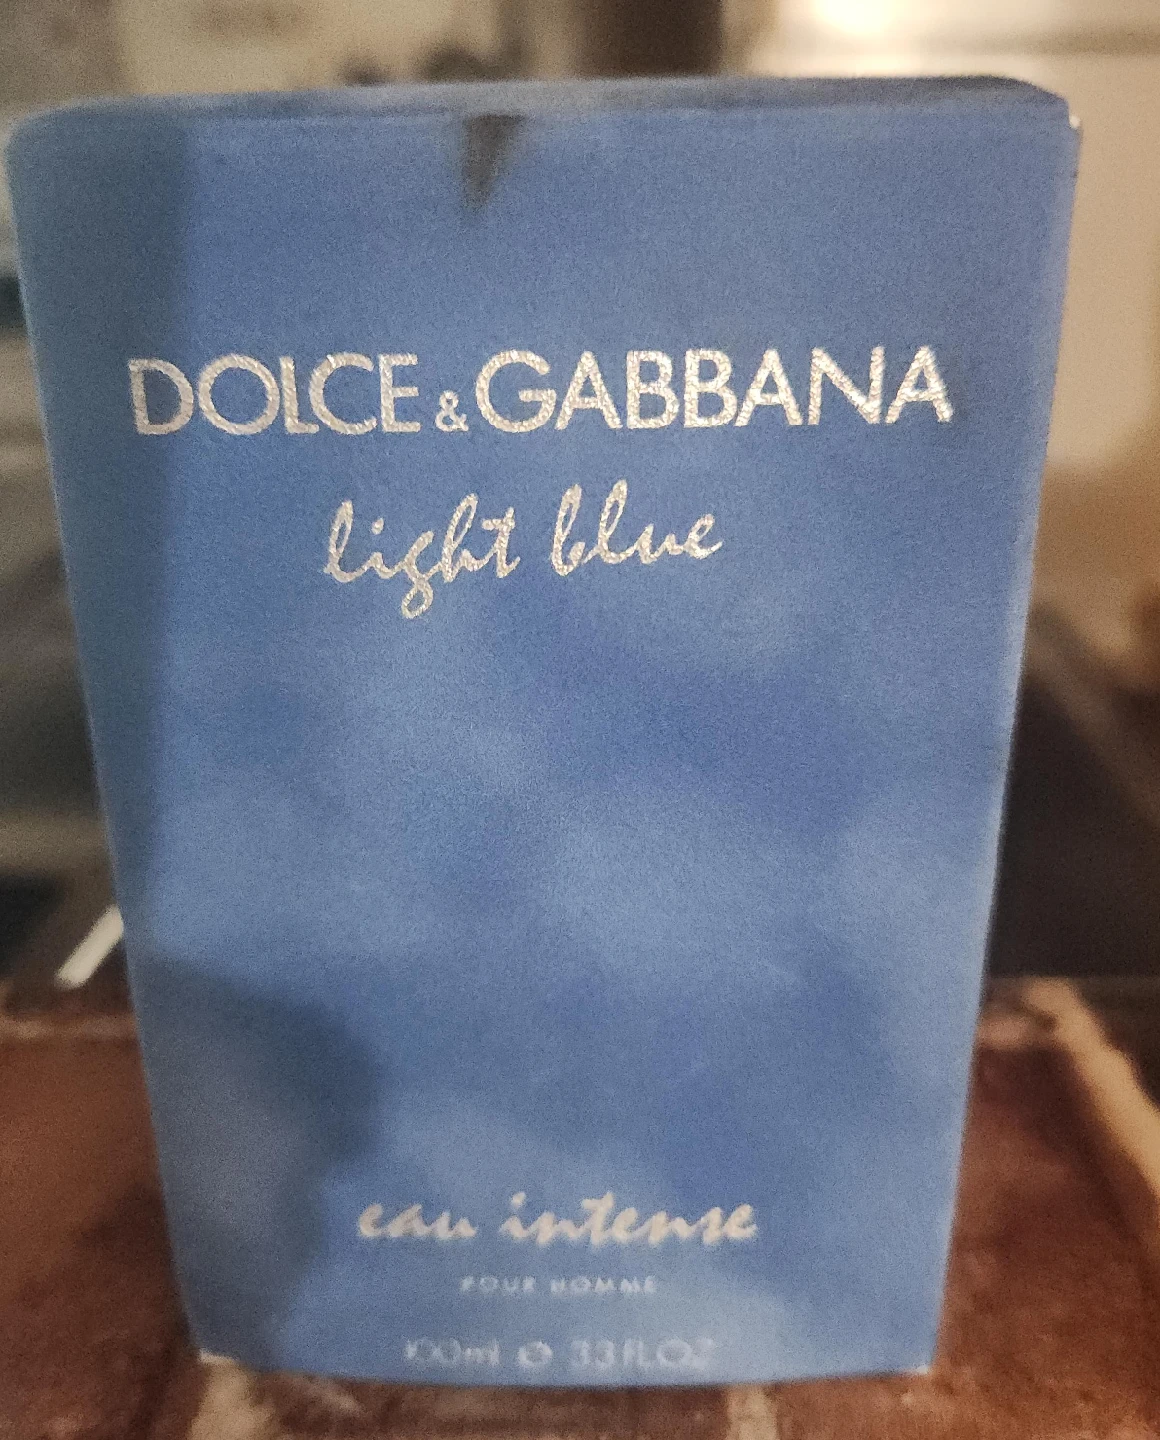 DOLCE & GABBANA
light blue
eau intense
POUR HOMME
100ml e 3.3 FL.OZ